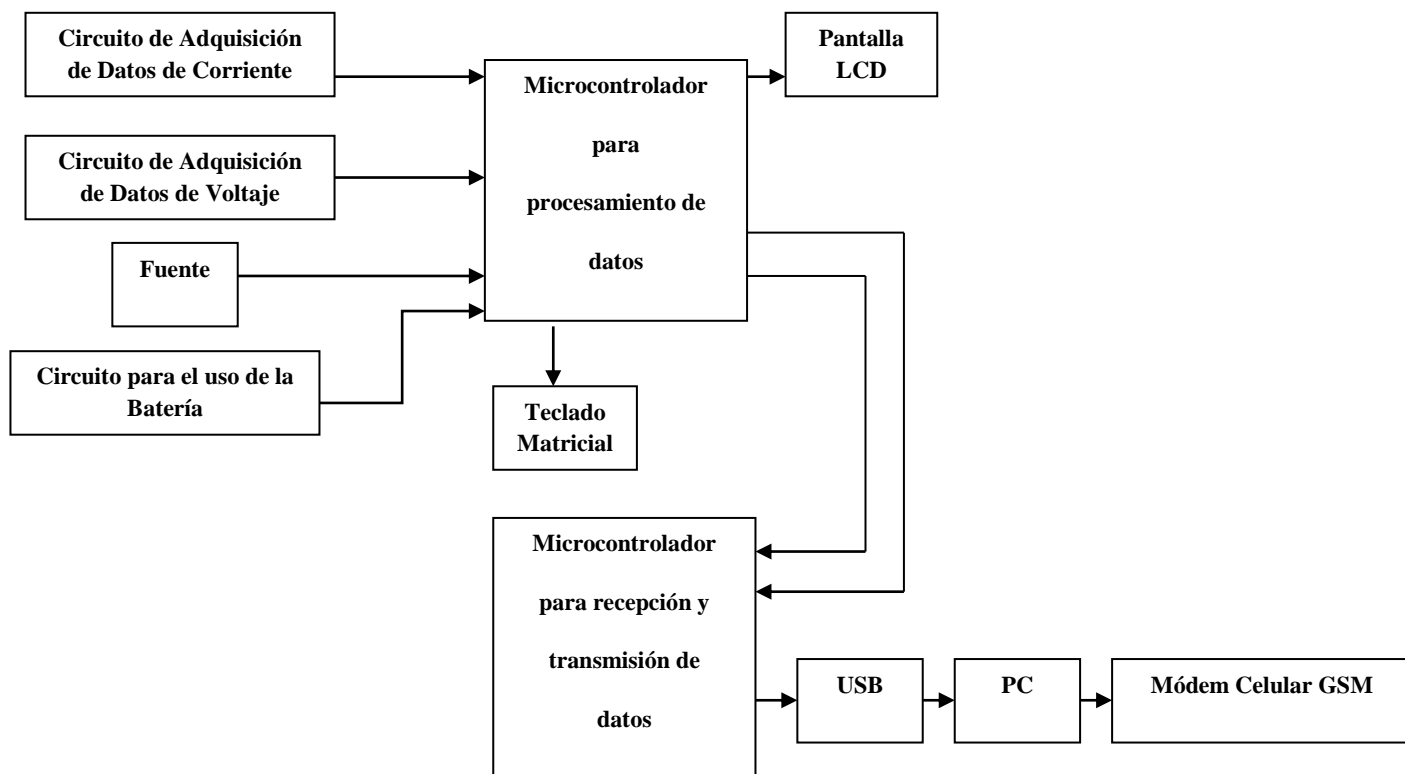 Circuito de Adquisición
de Datos de Corriente
Pantalla
LCD
Microcontrolador
para
procesamiento de
datos
Circuito de Adquisición
de Datos de Voltaje
Fuente
Circuito para el uso de la
Batería
Teclado
Matricial
Microcontrolador
para recepción y
transmisión de
datos
USB
PC
Módem Celular GSM